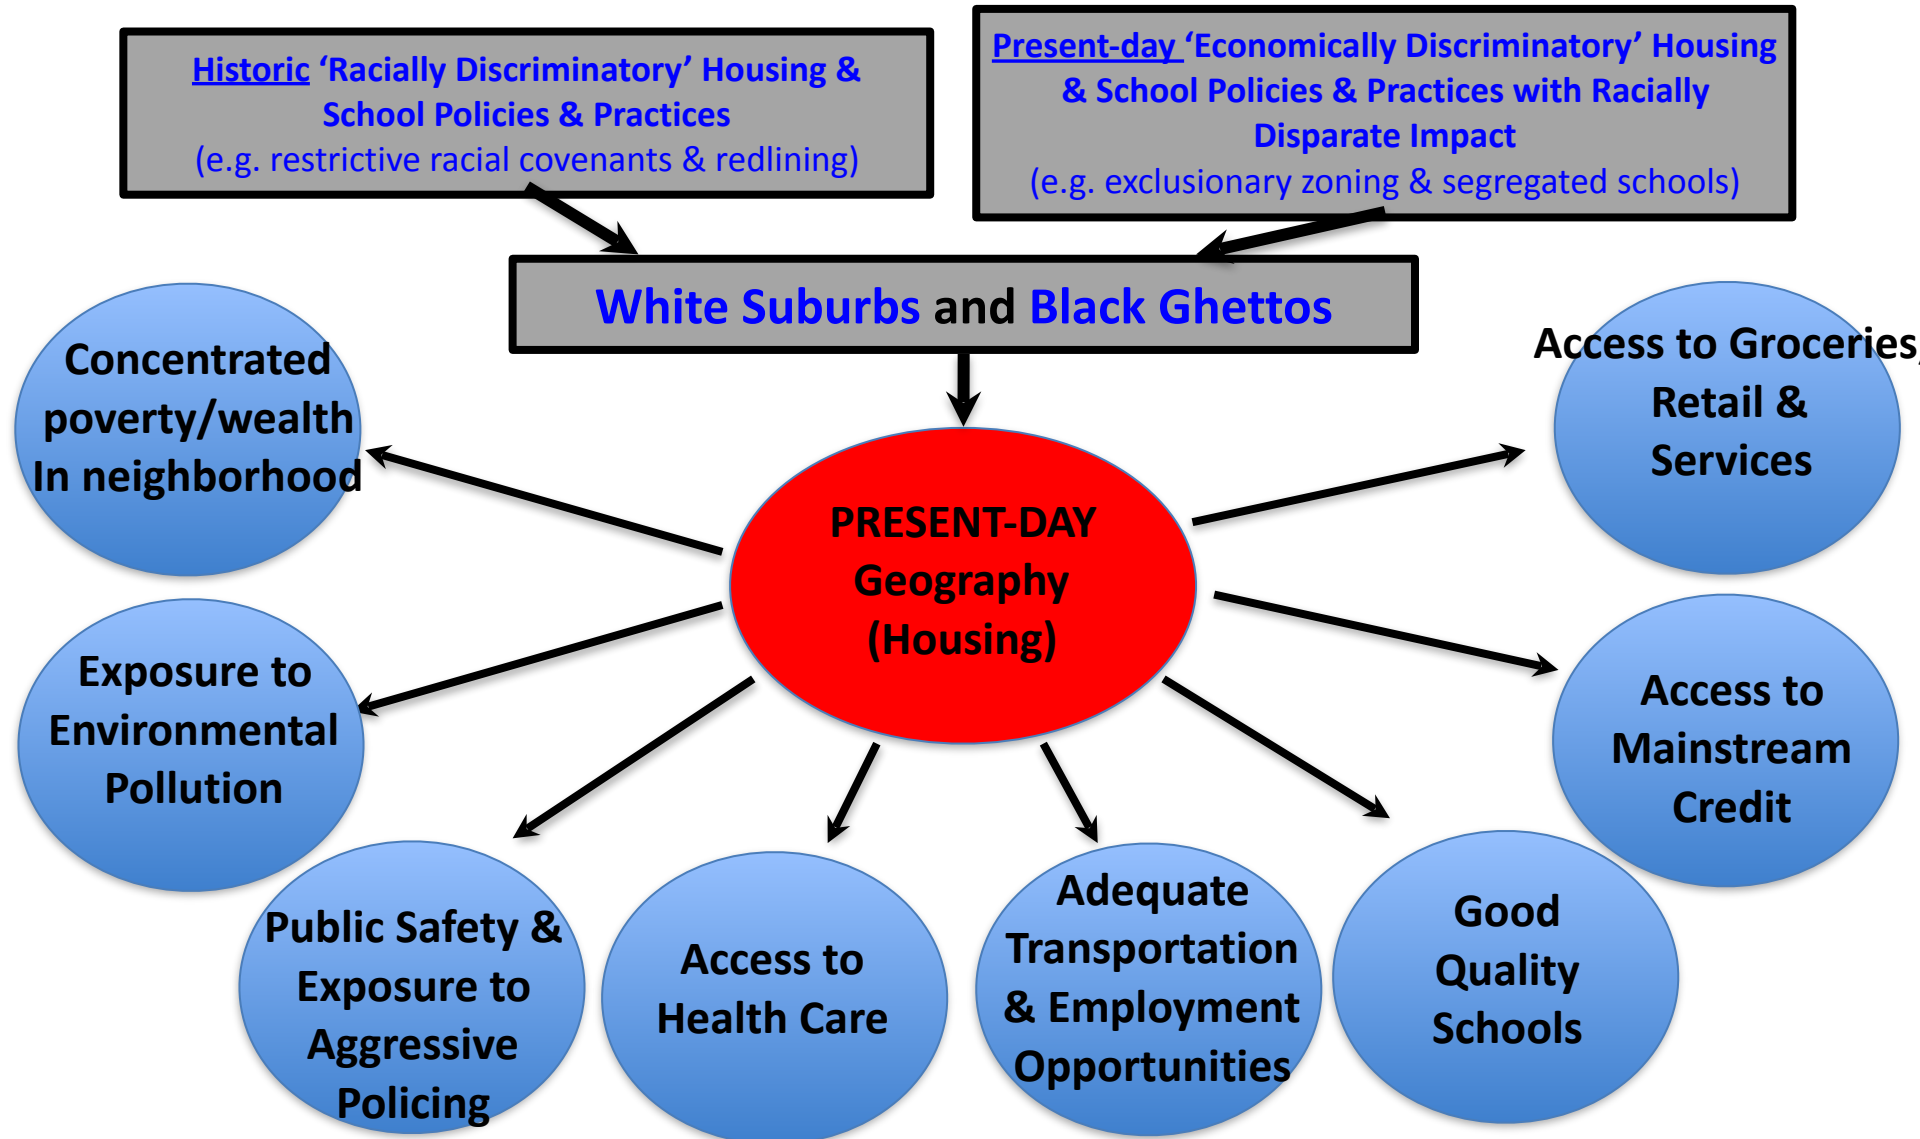 Historic ‘Racially Discriminatory’ Housing &
School Policies & Practices
(e.g. restrictive racial covenants & redlining)
Present-day ‘Economically Discriminatory’ Housing
& School Policies & Practices with Racially
Disparate Impact
(e.g. exclusionary zoning & segregated schools)
White Suburbs and Black Ghettos
Concentrated
poverty/wealth
In neighborhood
Access to Groceries,
Retail &
Services
PRESENT-DAY
Geography
(Housing)
Exposure to
Environmental
Pollution
Access to
Mainstream
Credit
Public Safety &
Exposure to
Aggressive
Policing
Access to
Health Care
Adequate
Transportation
& Employment
Opportunities
Good
Quality
Schools